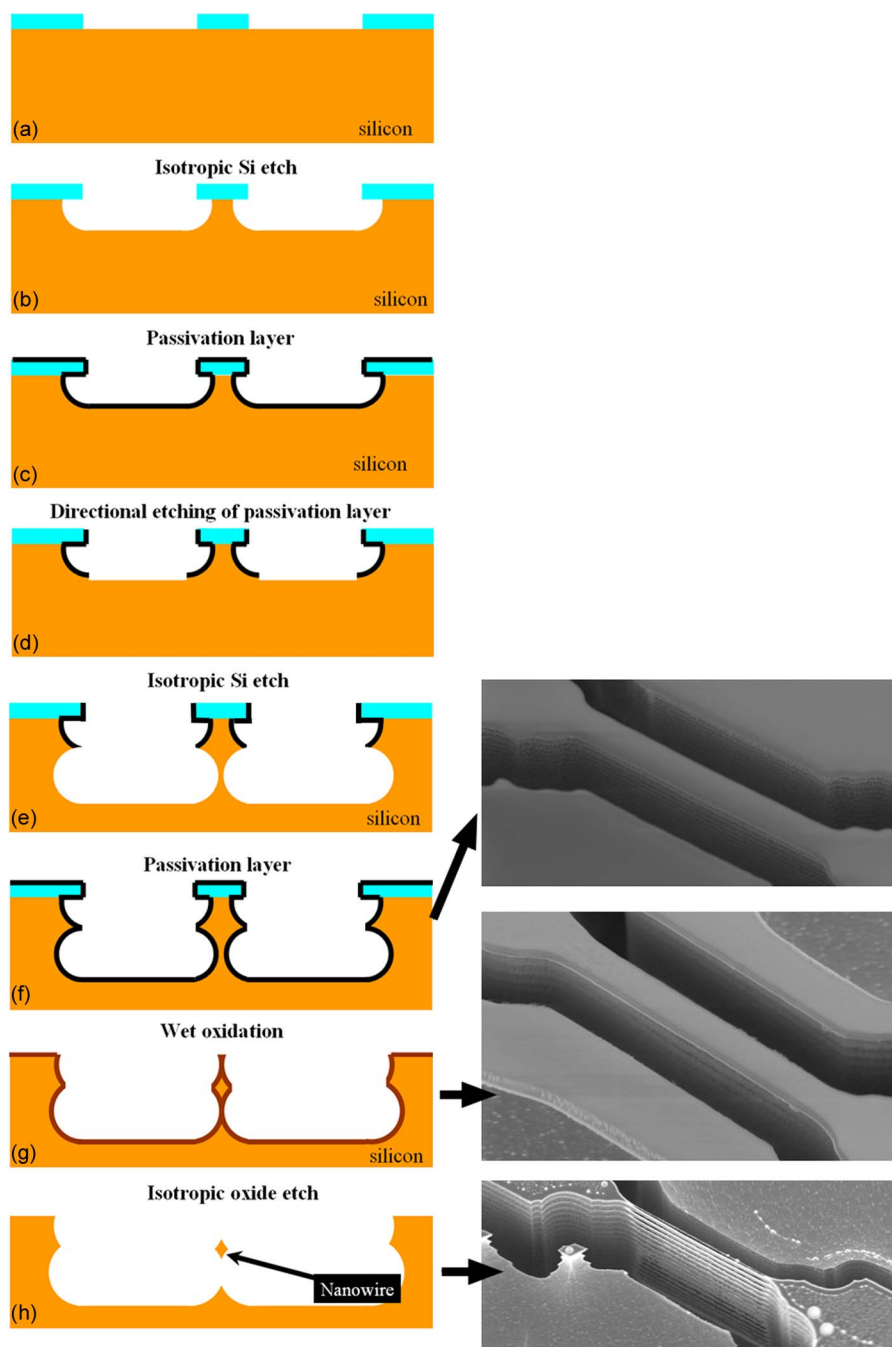 (a)
silicon
Isotropic Si etch
(b)
silicon
Passivation layer
(c)
silicon
Directional etching of passivation layer
(d)
Isotropic Si etch
(e)
silicon
Passivation layer
(f)
Wet oxidation
(g)
silicon
Isotropic oxide etch
Nanowire
(h)